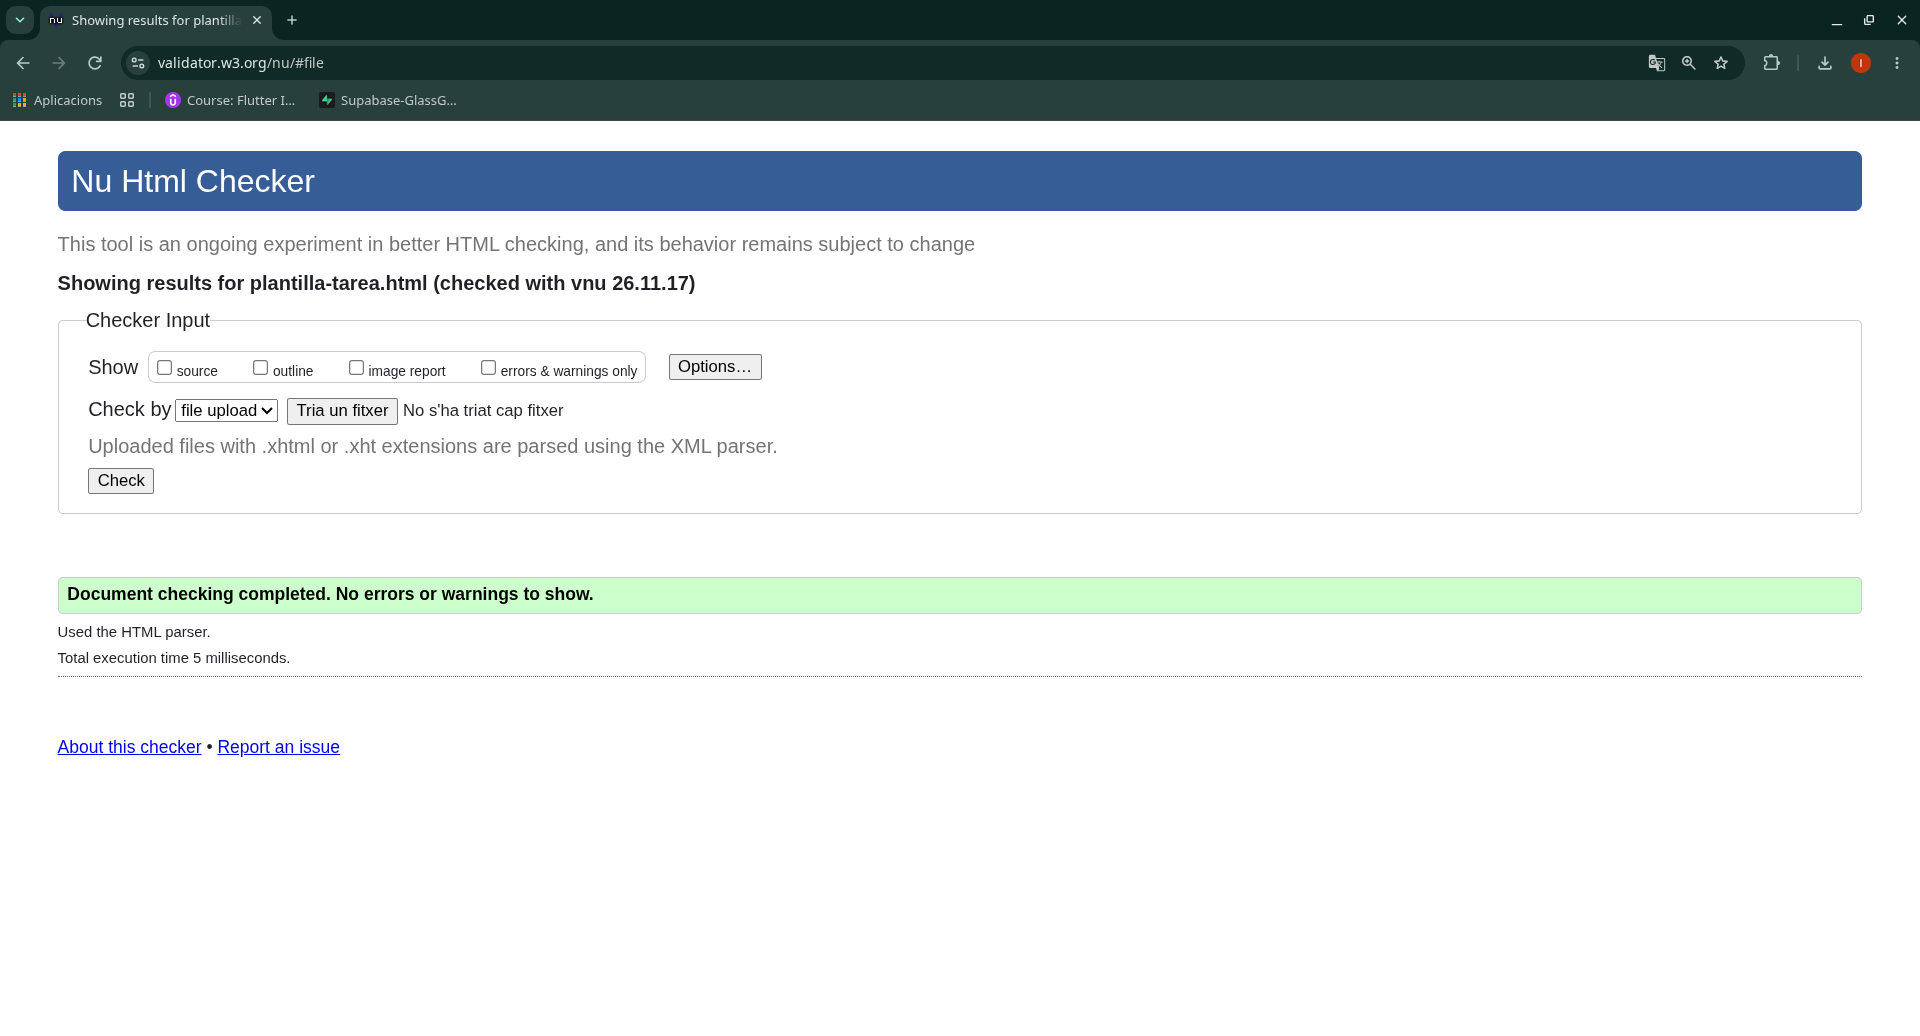 Showing results for plantilla
validator.w3.org/nu/#file
Aplicacions
Course: Flutter I...
Supabase-GlassG...
Nu Html Checker
This tool is an ongoing experiment in better HTML checking, and its behavior remains subject to change
Showing results for plantilla-tarea.html (checked with vnu 26.11.17)
Checker Input
Show source outline image report errors & warnings only Options…
Check by file upload Tria un fitxer No s'ha triat cap fitxer
Uploaded files with .xhtml or .xht extensions are parsed using the XML parser.
Check
Document checking completed. No errors or warnings to show.
Used the HTML parser.
Total execution time 5 milliseconds.
About this checker • Report an issue